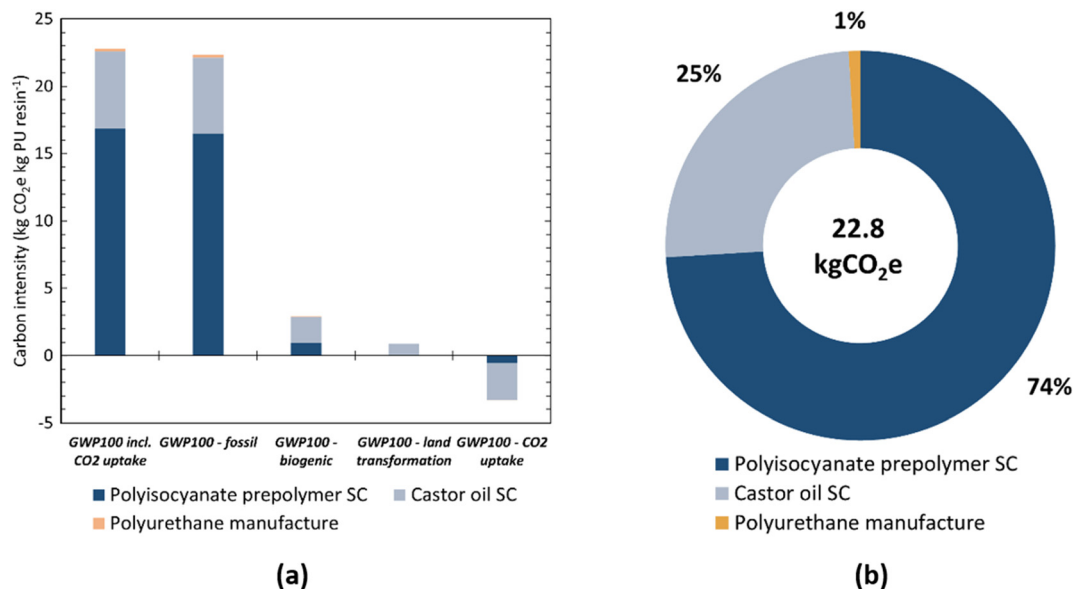 25
20
15
10
5
0
-5
Carbon intensity (kg CO₂e kg PU resin⁻¹)
GWP100 incl.
CO2 uptake
GWP100 - fossil
GWP100 -
biogenic
GWP100 - land
transformation
GWP100 - CO2
uptake
Polyisocyanate prepolymer SC
Castor oil SC
Polyurethane manufacture
(a)
1%
25%
22.8
kgCO₂e
74%
Polyisocyanate prepolymer SC
Castor oil SC
Polyurethane manufacture
(b)